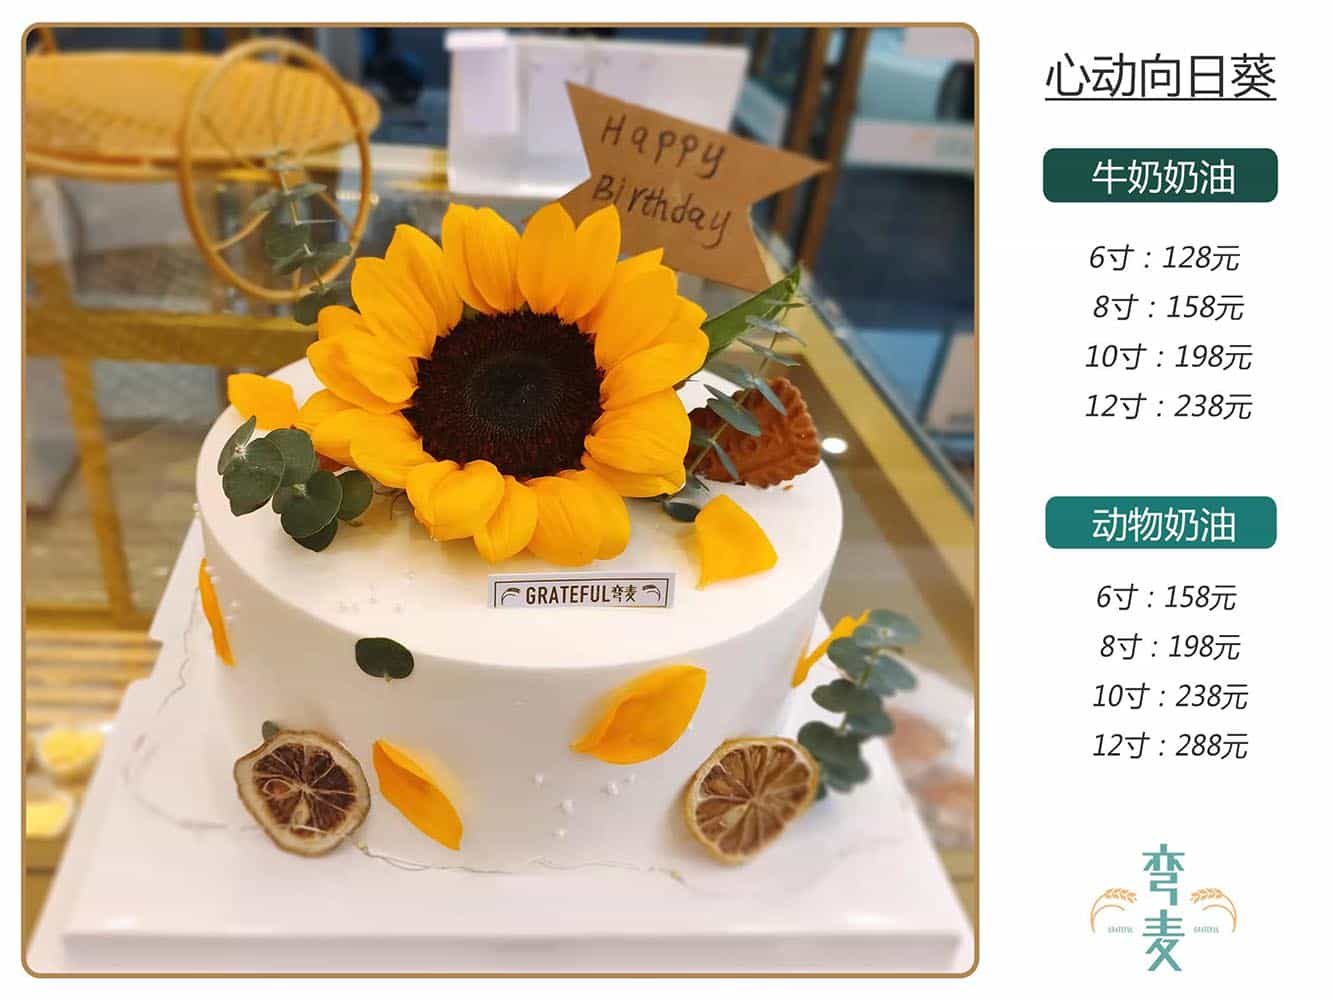 心动向日葵
牛奶奶油
6寸：128元
8寸：158元
10寸：198元
12寸：238元
动物奶油
6寸：158元
8寸：198元
10寸：238元
12寸：288元
弯麦
GRATEFUL GRATEFUL
Happy
Birthday
GRATEFUL弯麦